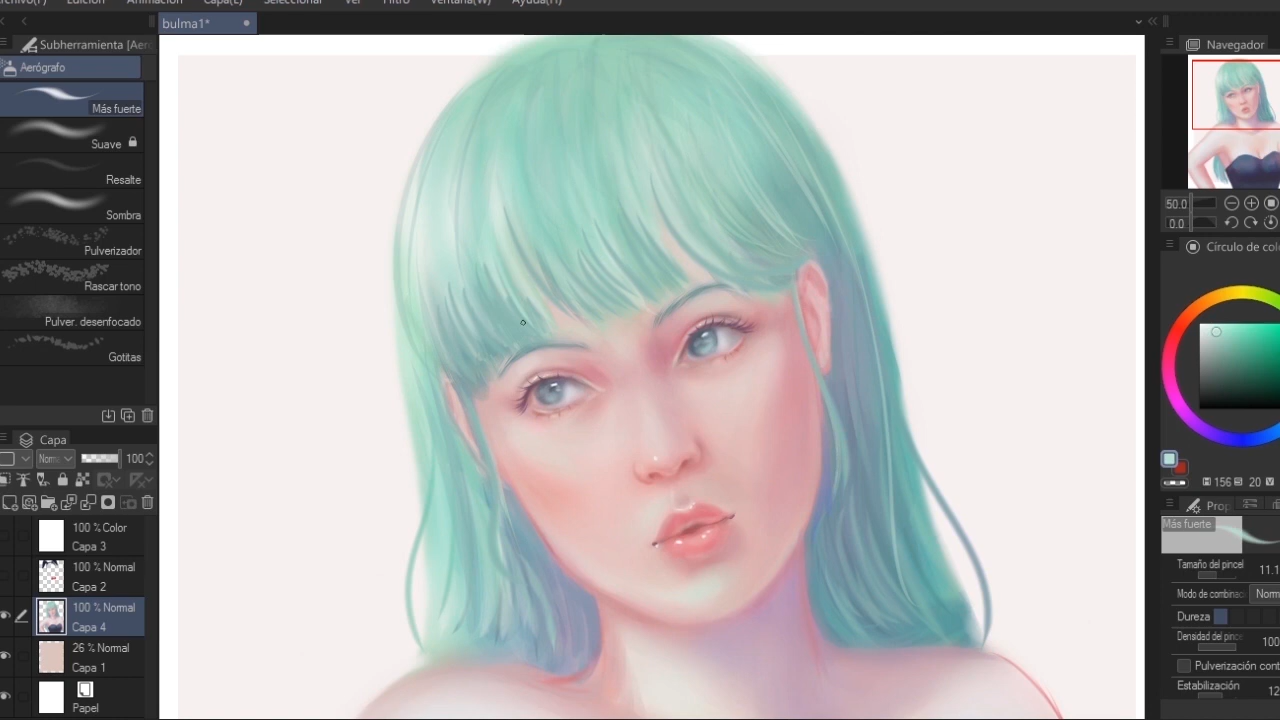 Edición Animación Capa(L) Seleccionar Ver Filtro Ventana(W) Ayuda(H)
bulma1*
Subherramienta [Aer
Aerógrafo
Más fuerte
Suave
Resalte
Sombra
Pulverizador
Rascar tono
Pulver. desenfocado
Gotitas
Capa
Norm
100
100 % Color
Capa 3
100 % Normal
Capa 2
100 % Normal
Capa 4
26 % Normal
Capa 1
Papel
Navegador
50.0
0.0
Círculo de col
H 156 S 20 V
Prop
Más fuerte
Tamaño del pincel 11.1
Modo de combinac Norm
Dureza
Densidad del pince 100
Pulverización cont
Estabilización 12